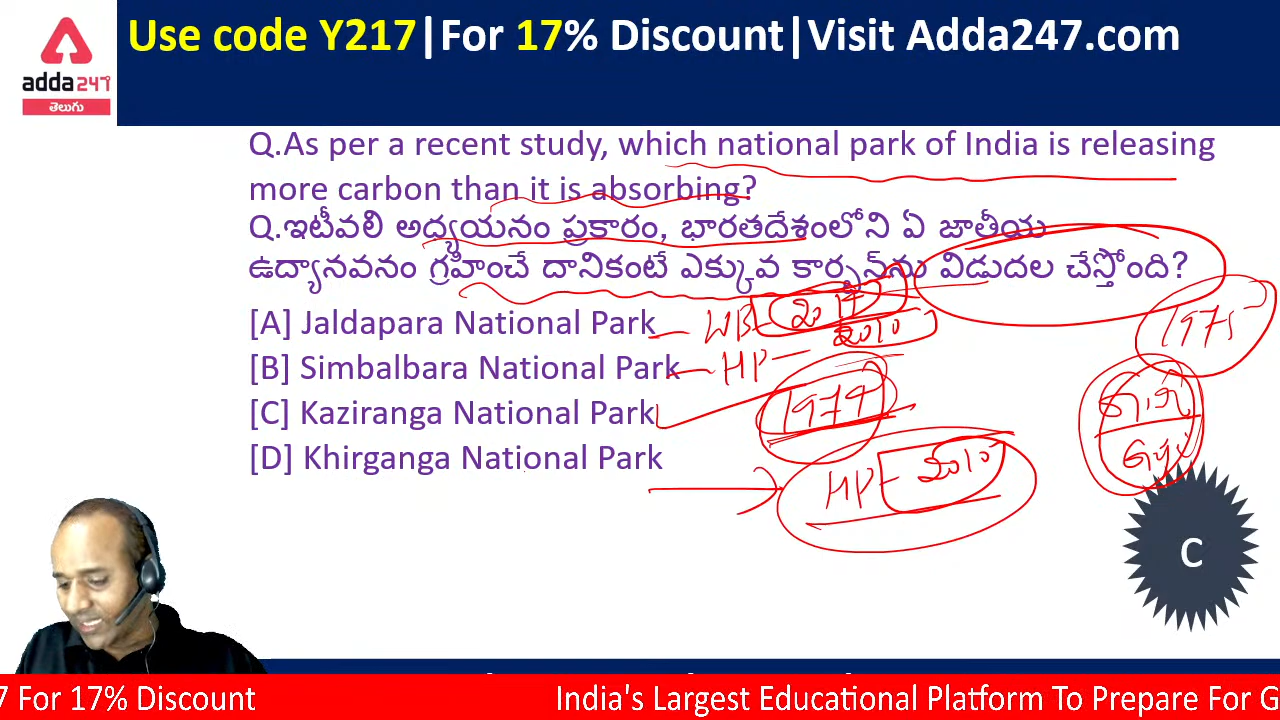 Use code Y217|For 17% Discount|Visit Adda247.com
adda247
తెలుగు
Q.As per a recent study, which national park of India is releasing
more carbon than it is absorbing?
Q.ఇటీవలి అధ్యయనం ప్రకారం, భారతదేశంలోని ఏ జాతీయ
ఉద్యానవనం గ్రహించే దానికంటే ఎక్కువ కార్బన్‌ను విడుదల చేస్తోంది?
[A] Jaldapara National Park WB-
[B] Simbalbara National Park HP- 2010
[C] Kaziranga National Park 1974
[D] Khirganga National Park HP- 2010
1975
C
7 For 17% Discount India's Largest Educational Platform To Prepare For G